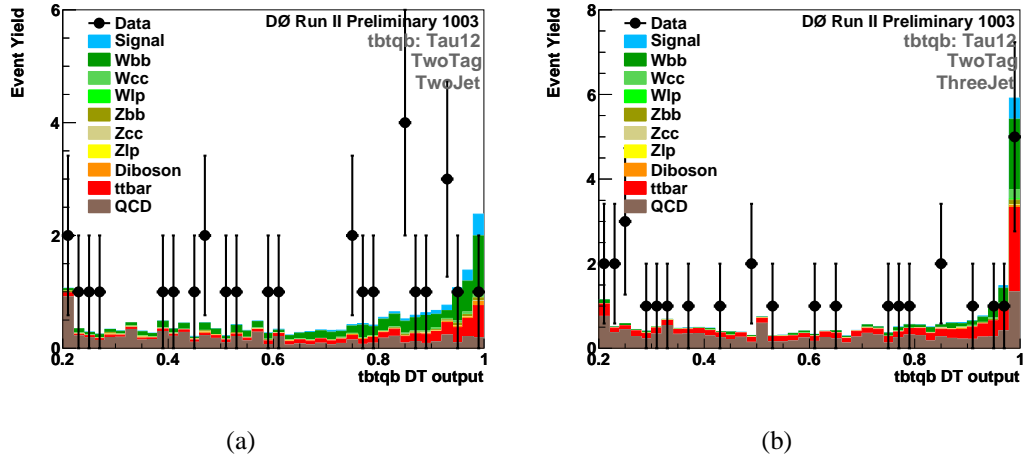 Event Yield
6
4
2
0
0.2 0.4 0.6 0.8 1
tbtqb DT output
Data
Signal
Wbb
Wcc
Wlp
Zbb
Zcc
Zlp
Diboson
ttbar
QCD
DØ Run II Preliminary 1003
tbtqb: Tau12
TwoTag
TwoJet
(a)
Event Yield
8
6
4
2
0
0.2 0.4 0.6 0.8 1
tbtqb DT output
Data
Signal
Wbb
Wcc
Wlp
Zbb
Zcc
Zlp
Diboson
ttbar
QCD
DØ Run II Preliminary 1003
tbtqb: Tau12
TwoTag
ThreeJet
(b)